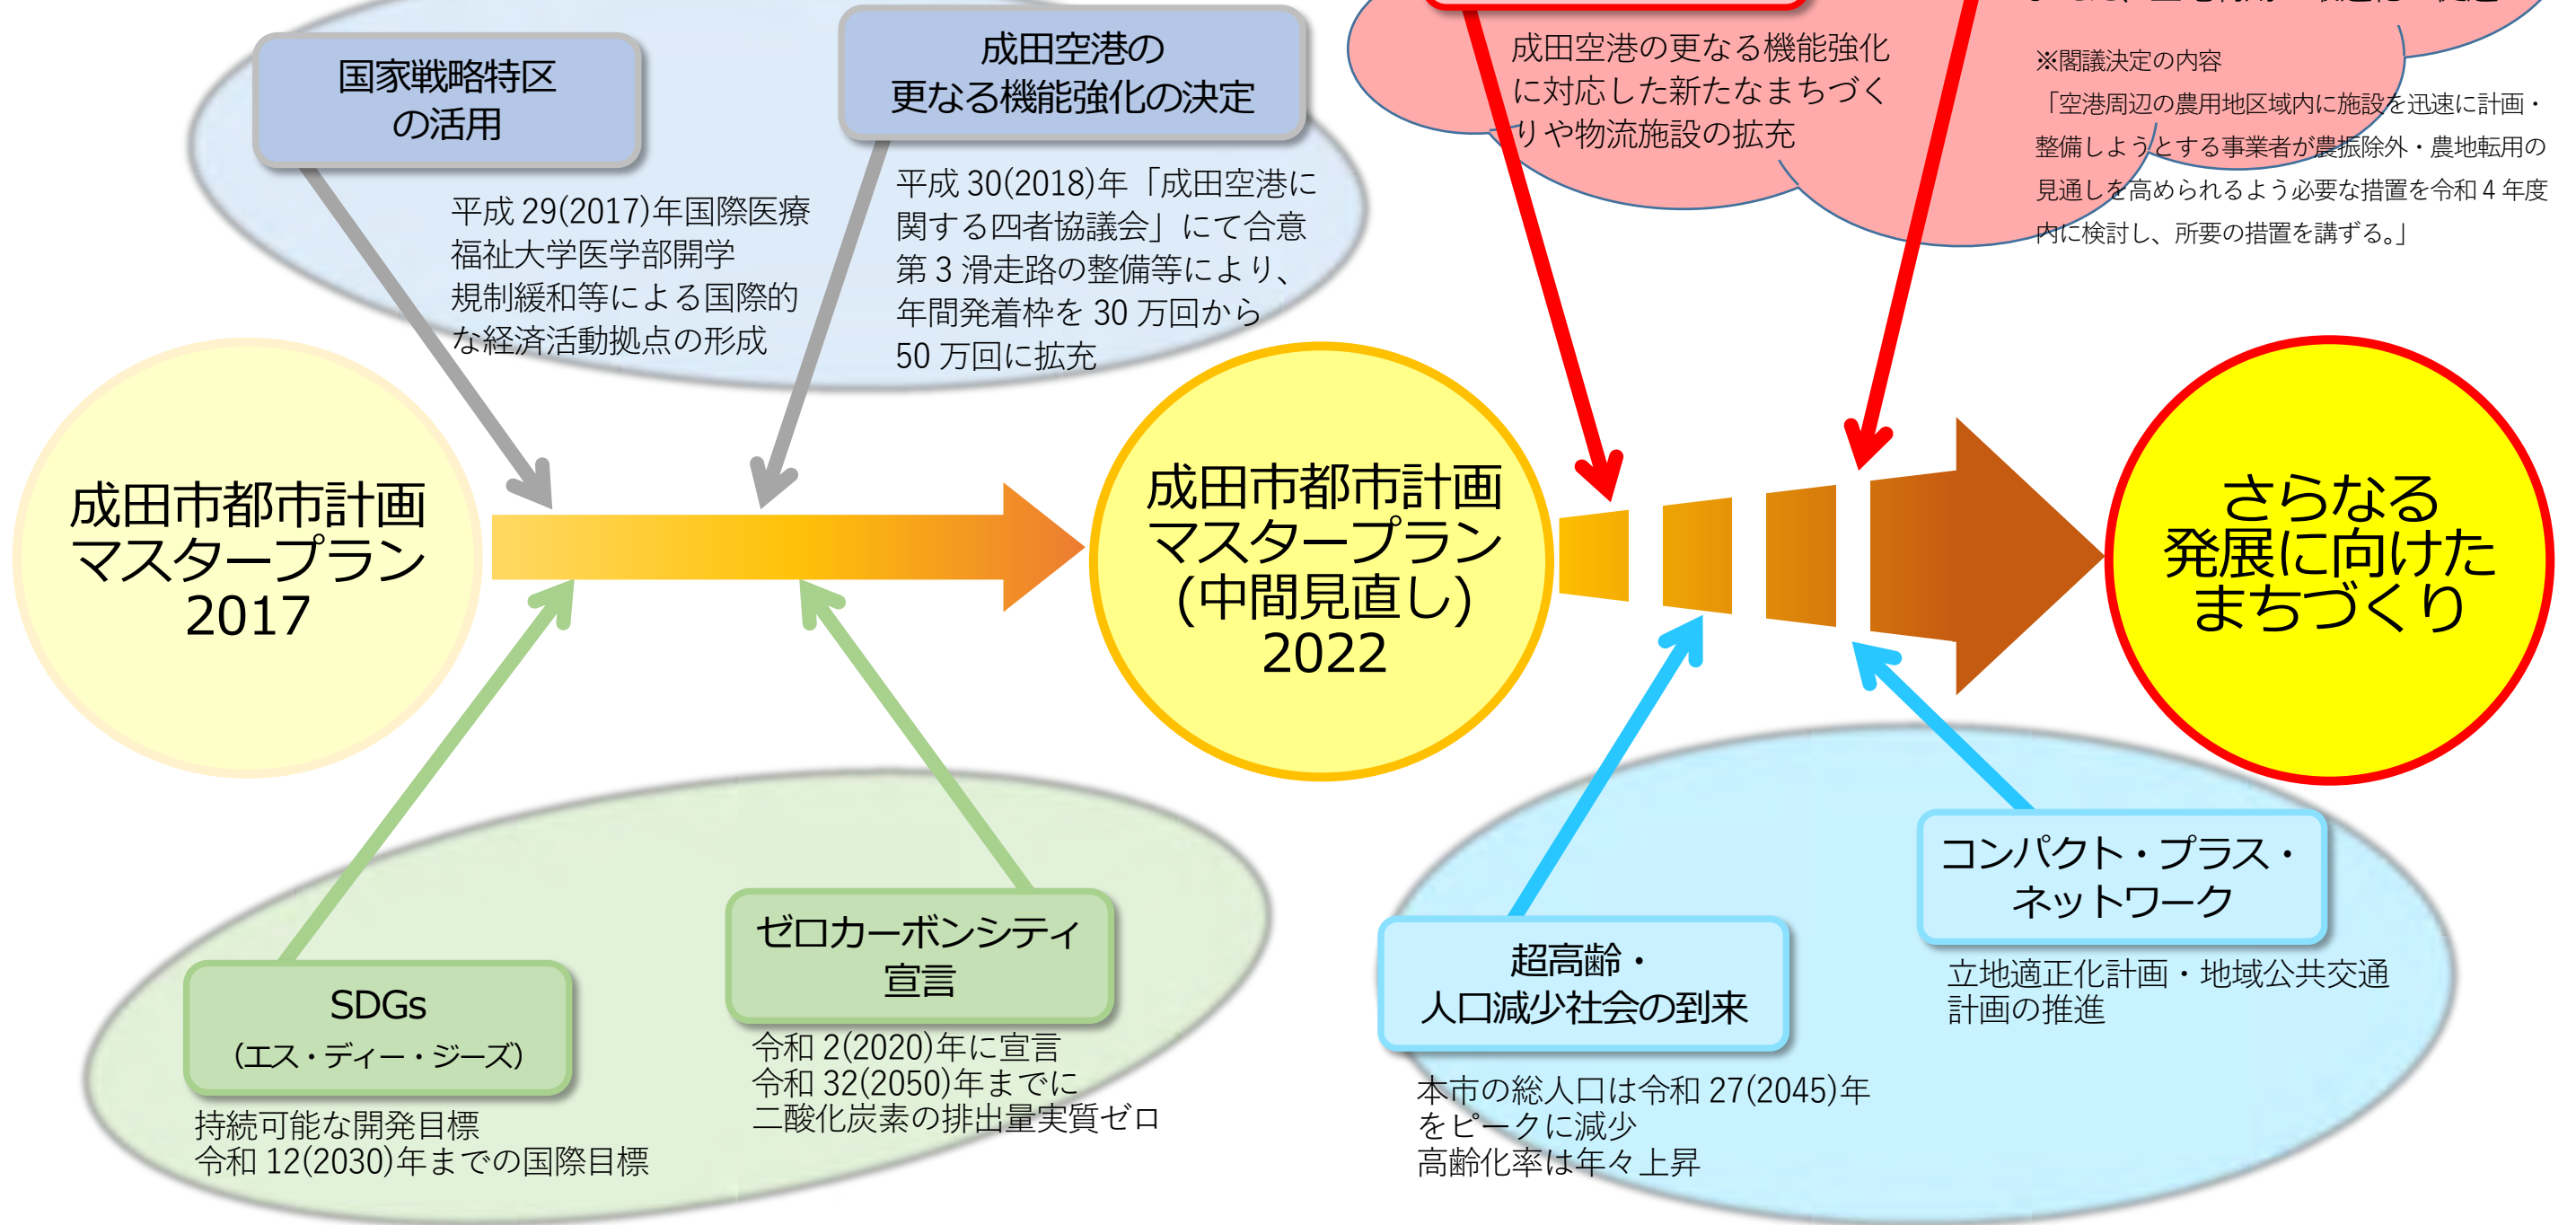 国家戦略特区
の活用
平成 29(2017)年国際医療
福祉大学医学部開学
規制緩和等による国際的
な経済活動拠点の形成
成田空港の
更なる機能強化の決定
平成 30(2018)年「成田空港に
関する四者協議会」にて合意
第 3 滑走路の整備等により、
年間発着枠を 30 万回から
50 万回に拡充
成田空港の更なる機能強化
に対応した新たなまちづく
りや物流施設の拡充
※閣議決定の内容
「空港周辺の農用地区域内に施設を迅速に計画・
整備しようとする事業者が農振除外・農地転用の
見通しを高められるよう必要な措置を令和 4 年度
内に検討し、所要の措置を講ずる。」
成田市都市計画
マスタープラン
2017
成田市都市計画
マスタープラン
(中間見直し)
2022
さらなる
発展に向けた
まちづくり
SDGs
（エス・ディー・ジーズ）
持続可能な開発目標
令和 12(2030)年までの国際目標
ゼロカーボンシティ
宣言
令和 2(2020)年に宣言
令和 32(2050)年までに
二酸化炭素の排出量実質ゼロ
超高齢・
人口減少社会の到来
本市の総人口は令和 27(2045)年
をピークに減少
高齢化率は年々上昇
コンパクト・プラス・
ネットワーク
立地適正化計画・地域公共交通
計画の推進